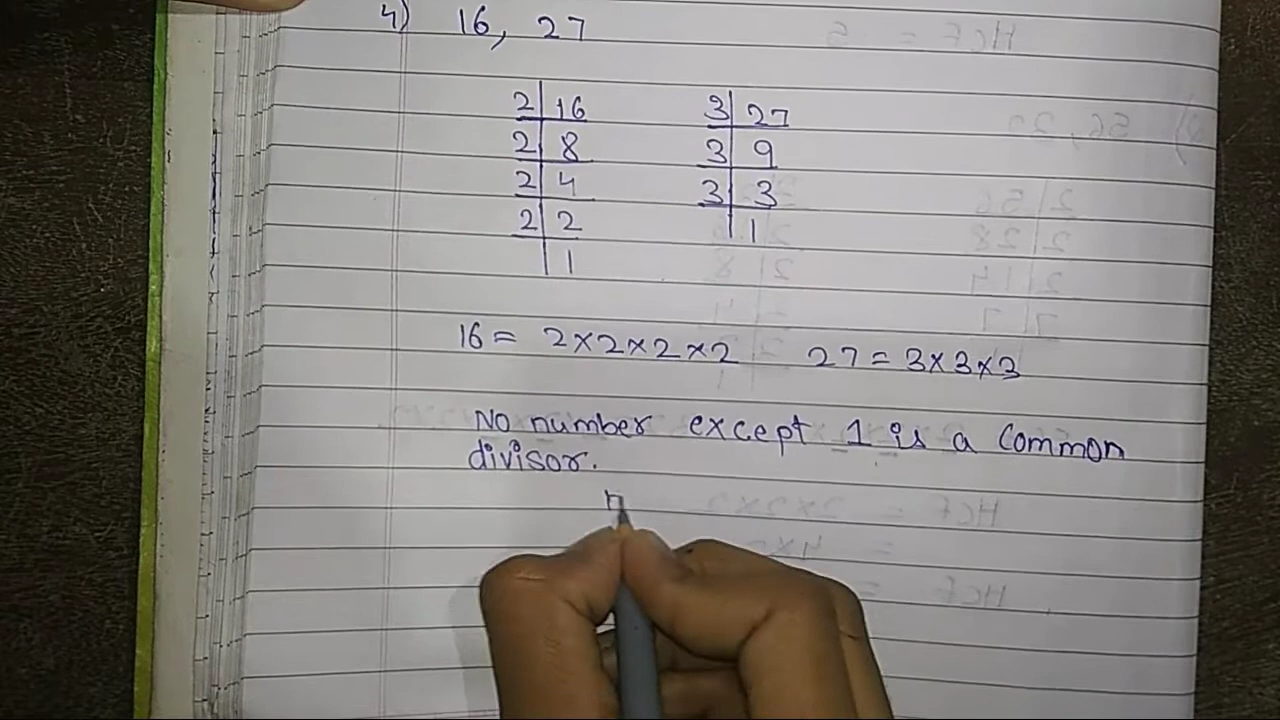 4) 16, 27
2 16 3 27
2 8 3 9
2 4 3 3
2 2 1
1
16 = 2×2×2×2 27 = 3×3×3
No number except 1 is a common
divisor.